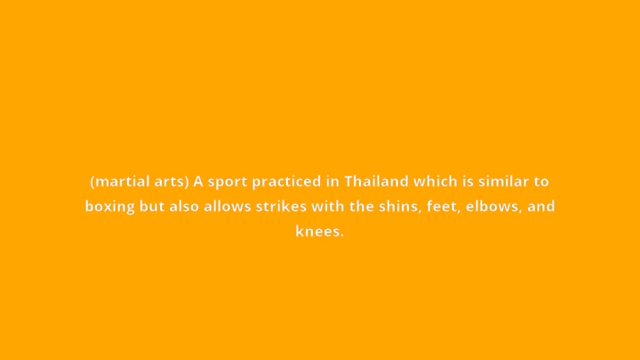 (martial arts) A sport practiced in Thailand which is similar to
boxing but also allows strikes with the shins, feet, elbows, and
knees.